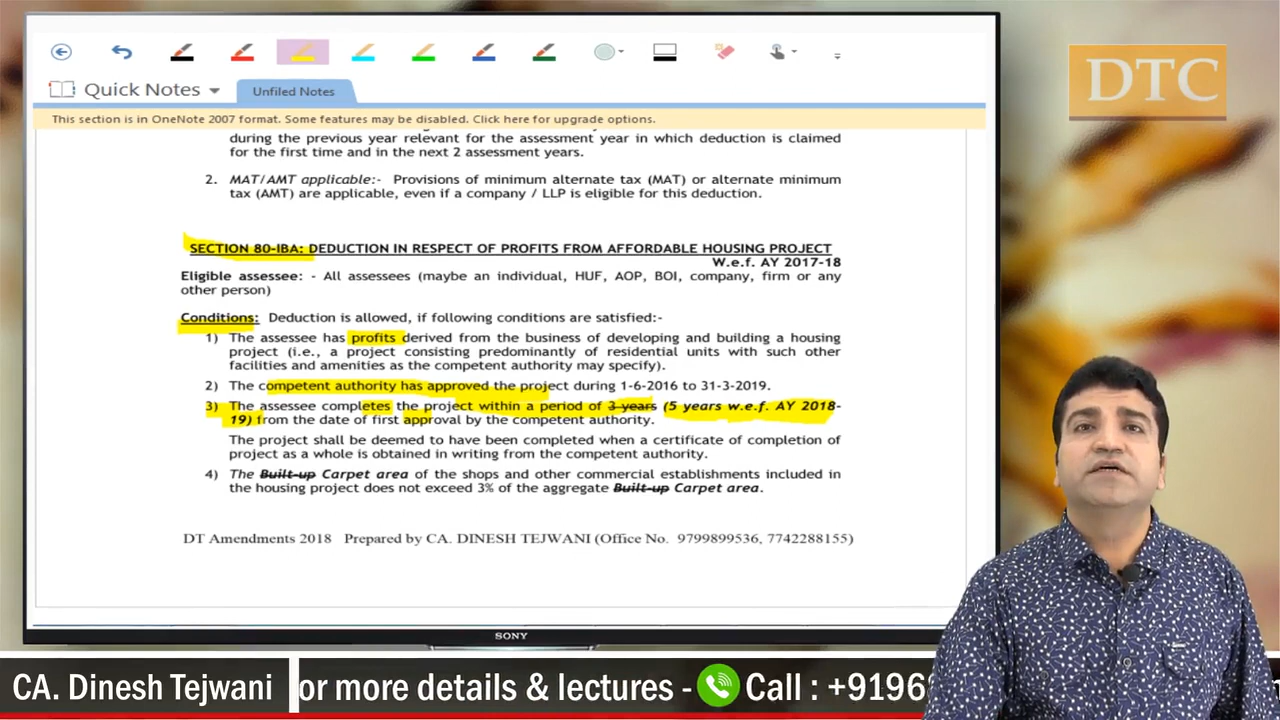 DTC
Quick Notes
Unfiled Notes
This section is in OneNote 2007 format. Some features may be disabled. Click here for upgrade options.
during the previous year relevant for the assessment year in which deduction is claimed
for the first time and in the next 2 assessment years.
2. MAT/AMT applicable:- Provisions of minimum alternate tax (MAT) or alternate minimum
tax (AMT) are applicable, even if a company / LLP is eligible for this deduction.
SECTION 80-IBA: DEDUCTION IN RESPECT OF PROFITS FROM AFFORDABLE HOUSING PROJECT
W.e.f. AY 2017-18
Eligible assessee: - All assessees (maybe an individual, HUF, AOP, BOI, company, firm or any
other person)
Conditions: Deduction is allowed, if following conditions are satisfied:-
1) The assessee has profits derived from the business of developing and building a housing
project (i.e., a project consisting predominantly of residential units with such other
facilities and amenities as the competent authority may specify).
2) The competent authority has approved the project during 1-6-2016 to 31-3-2019.
3) The assessee completes the project within a period of 3 years (5 years w.e.f. AY 2018-
19) from the date of first approval by the competent authority.
The project shall be deemed to have been completed when a certificate of completion of
project as a whole is obtained in writing from the competent authority.
4) The Built-up Carpet area of the shops and other commercial establishments included in
the housing project does not exceed 3% of the aggregate Built-up Carpet area.
DT Amendments 2018 Prepared by CA. DINESH TEJWANI (Office No. 9799899536, 7742288155)
SONY
CA. Dinesh Tejwani or more details & lectures - Call : +9196